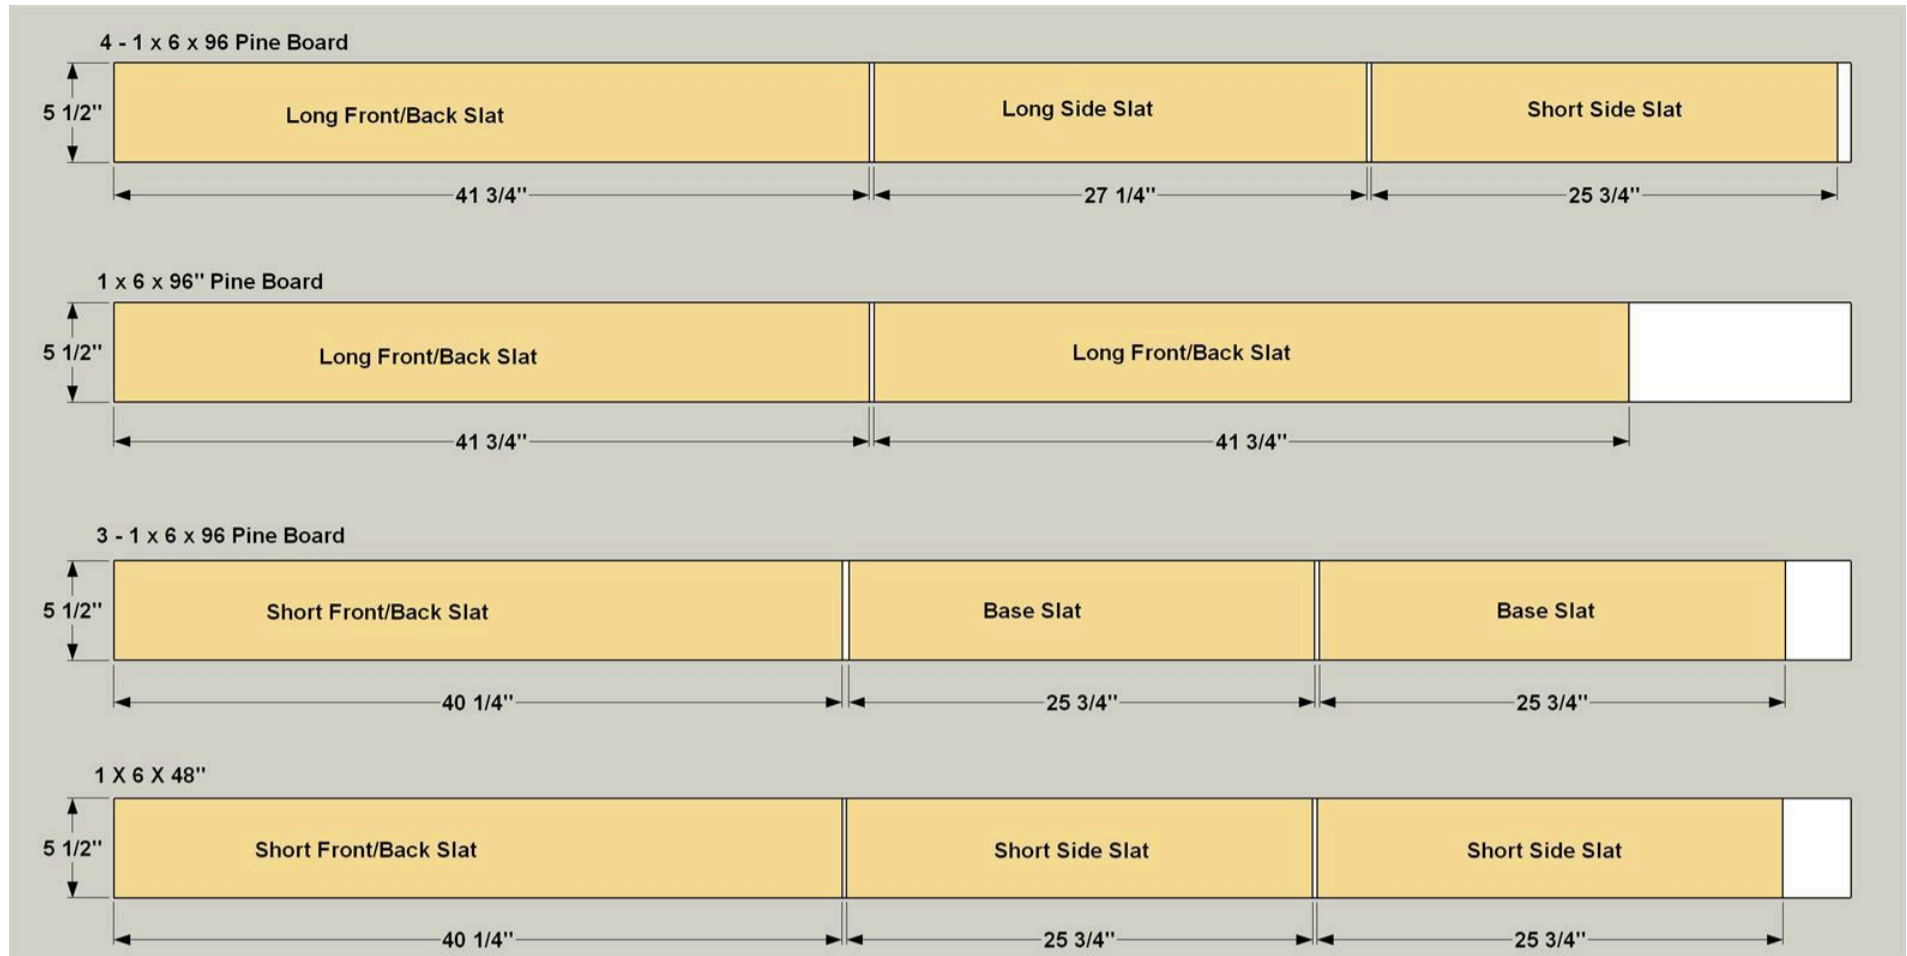 4 - 1 x 6 x 96 Pine Board
5 1/2"
Long Front/Back Slat
Long Side Slat
Short Side Slat
41 3/4"
27 1/4"
25 3/4"
1 x 6 x 96" Pine Board
5 1/2"
Long Front/Back Slat
Long Front/Back Slat
41 3/4"
41 3/4"
3 - 1 x 6 x 96 Pine Board
5 1/2"
Short Front/Back Slat
Base Slat
Base Slat
40 1/4"
25 3/4"
25 3/4"
1 X 6 X 48"
5 1/2"
Short Front/Back Slat
Short Side Slat
Short Side Slat
40 1/4"
25 3/4"
25 3/4"